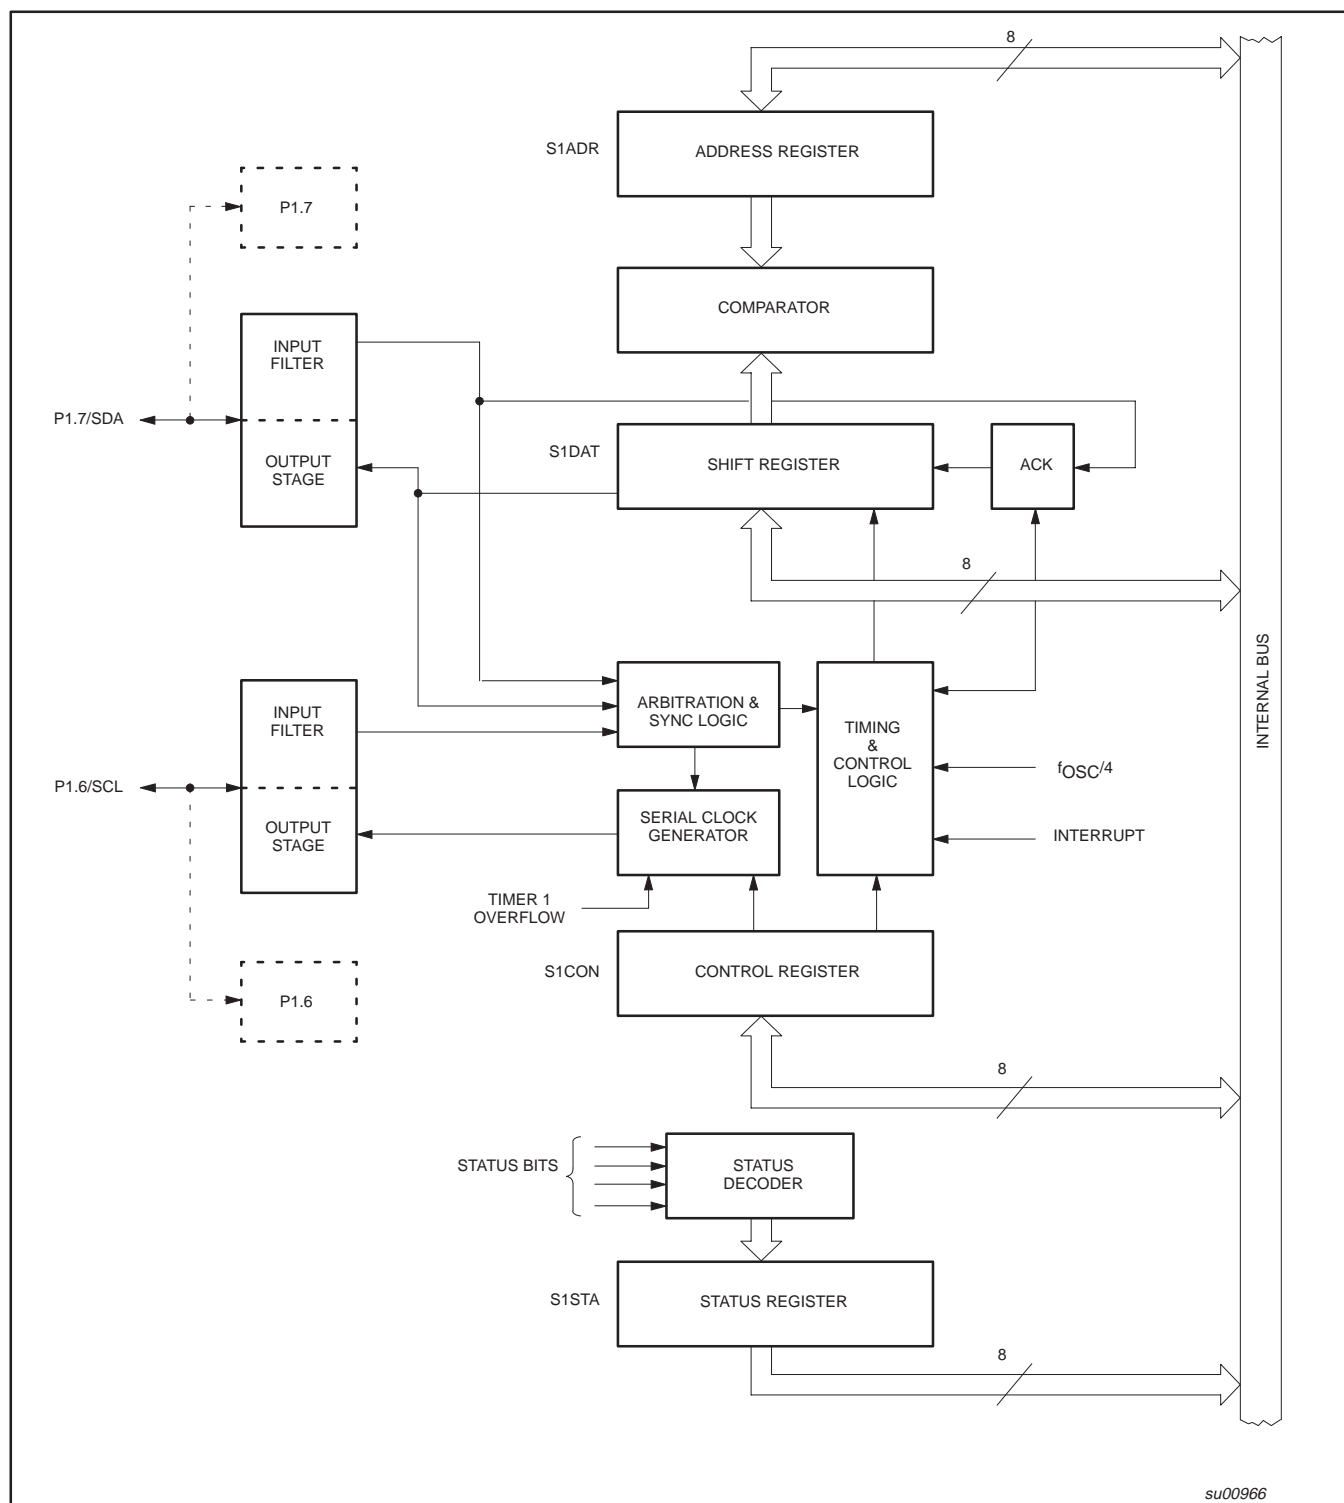 8
S1ADR
ADDRESS REGISTER
P1.7
COMPARATOR
INPUT
FILTER
P1.7/SDA
S1DAT
SHIFT REGISTER
ACK
OUTPUT
STAGE
8
INTERNAL BUS
INPUT
FILTER
ARBITRATION &
SYNC LOGIC
TIMING
&
CONTROL
LOGIC
fOSC/4
P1.6/SCL
OUTPUT
STAGE
SERIAL CLOCK
GENERATOR
INTERRUPT
TIMER 1
OVERFLOW
S1CON
CONTROL REGISTER
P1.6
8
STATUS BITS
STATUS
DECODER
S1STA
STATUS REGISTER
8
su00966